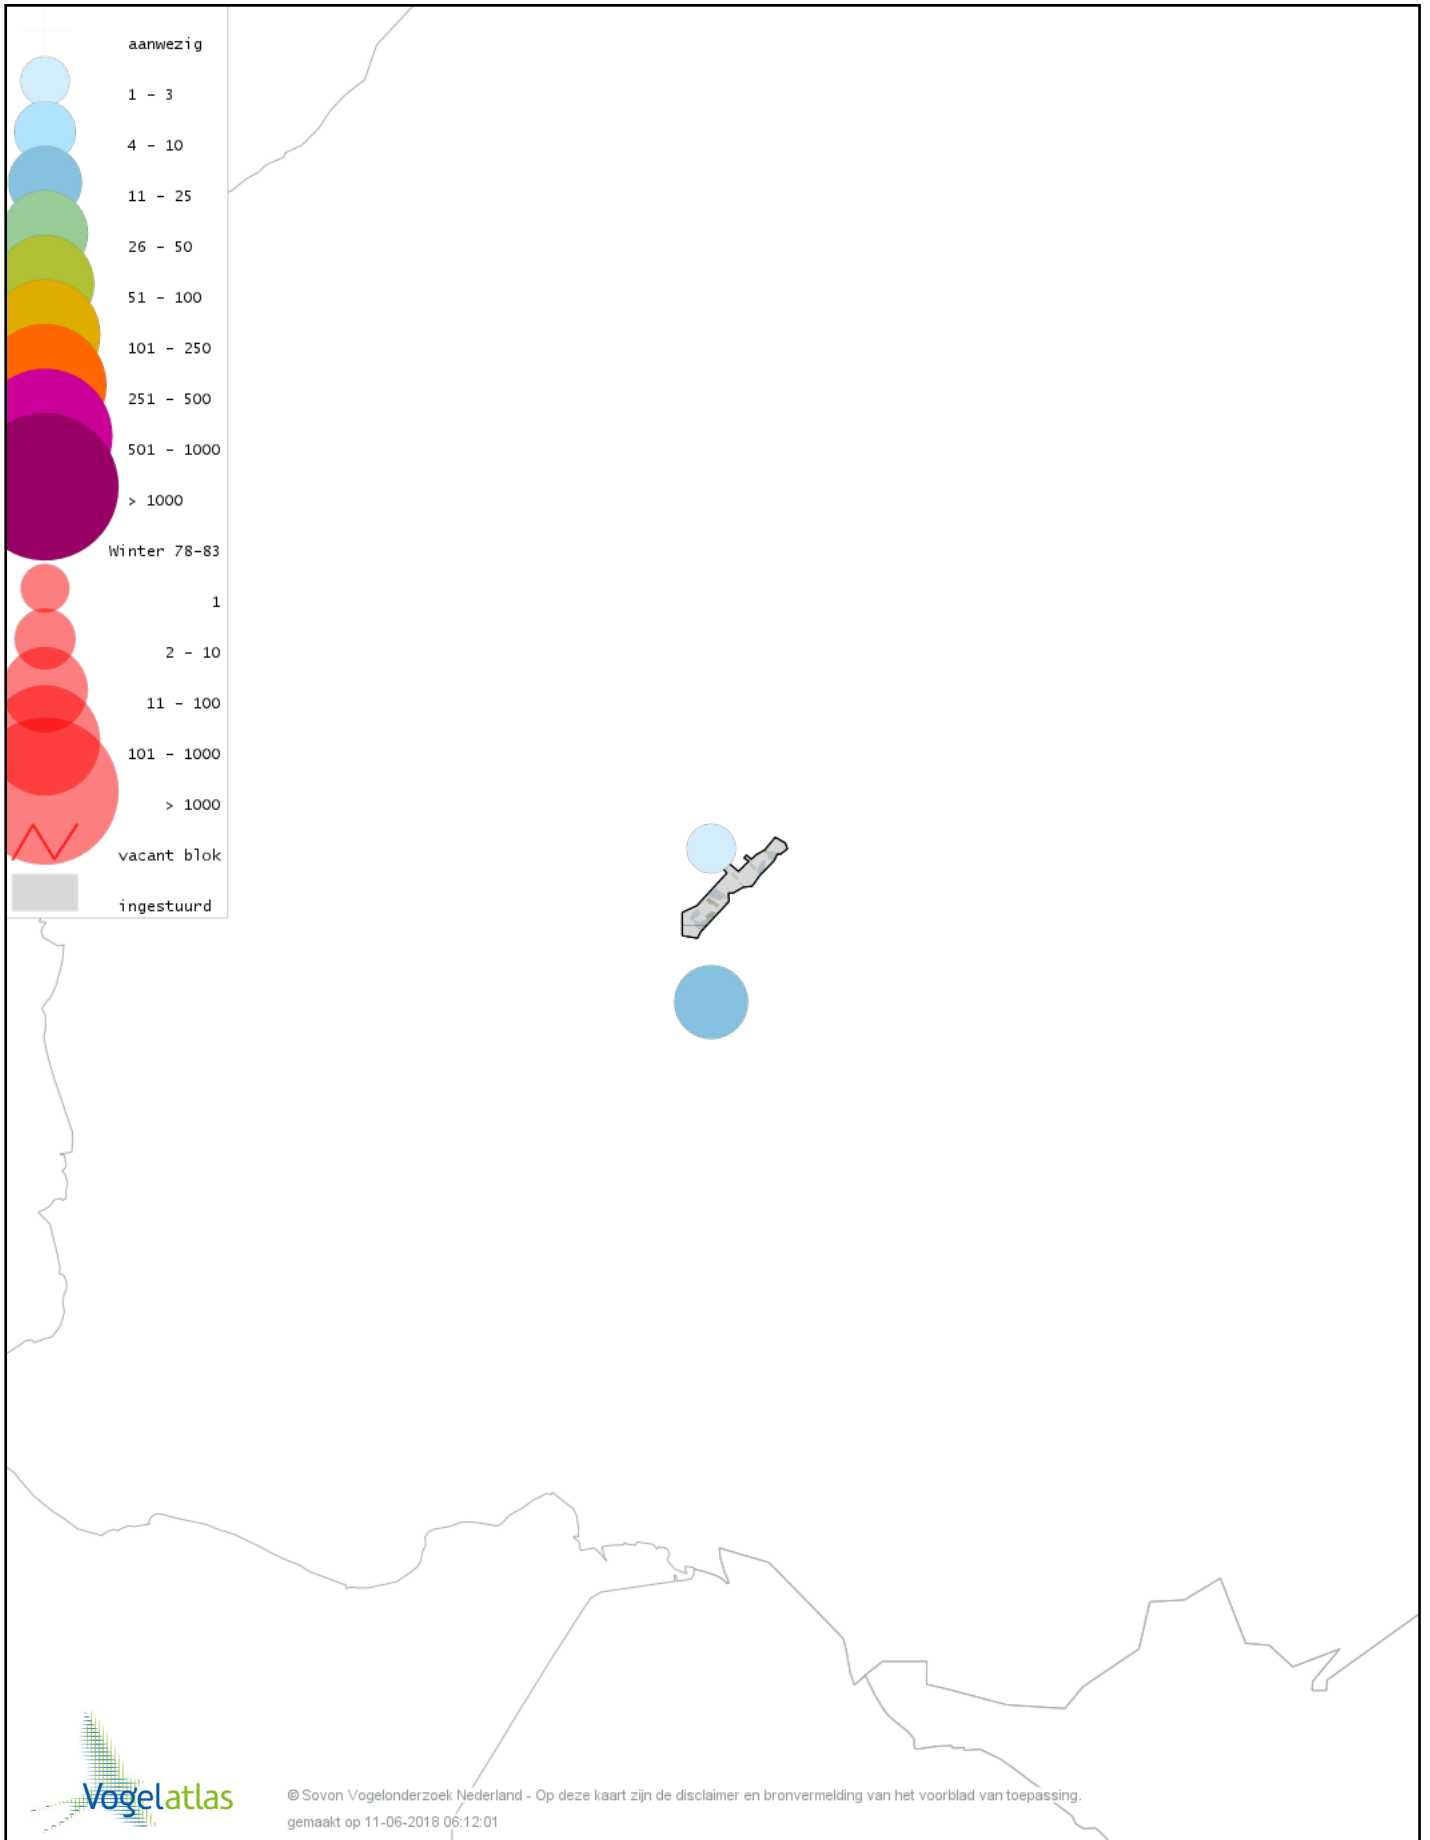 aanwezig
1 - 3
4 - 10
11 - 25
26 - 50
51 - 100
101 - 250
251 - 500
501 - 1000
> 1000
Winter 78-83
1
2 - 10
11 - 100
101 - 1000
> 1000
vacant blok
ingestuurd
Vogelatlas
© Sovon Vogelonderzoek Nederland - Op deze kaart zijn de disclaimer en bronvermelding van het voorblad van toepassing.
gemaakt op 11-06-2018 06:12:01